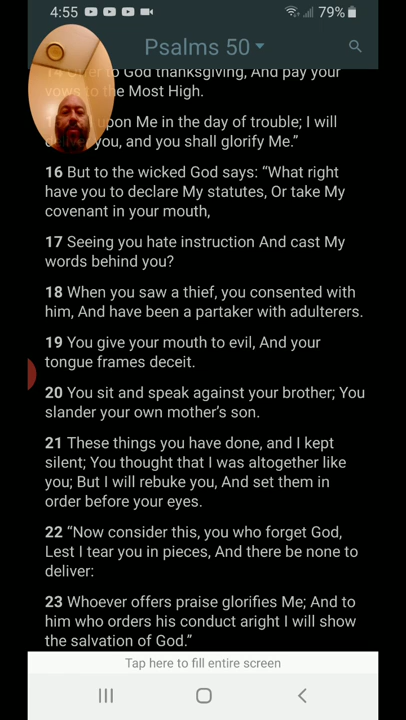 4:55
79%
Psalms 50
to God thanksgiving, And pay your
vows to the Most High.
upon Me in the day of trouble; I will
you, and you shall glorify Me.”
16 But to the wicked God says: “What right
have you to declare My statutes, Or take My
covenant in your mouth,
17 Seeing you hate instruction And cast My
words behind you?
18 When you saw a thief, you consented with
him, And have been a partaker with adulterers.
19 You give your mouth to evil, And your
tongue frames deceit.
20 You sit and speak against your brother; You
slander your own mother’s son.
21 These things you have done, and I kept
silent; You thought that I was altogether like
you; But I will rebuke you, And set them in
order before your eyes.
22 “Now consider this, you who forget God,
Lest I tear you in pieces, And there be none to
deliver:
23 Whoever offers praise glorifies Me; And to
him who orders his conduct aright I will show
the salvation of God.”
Tap here to fill entire screen